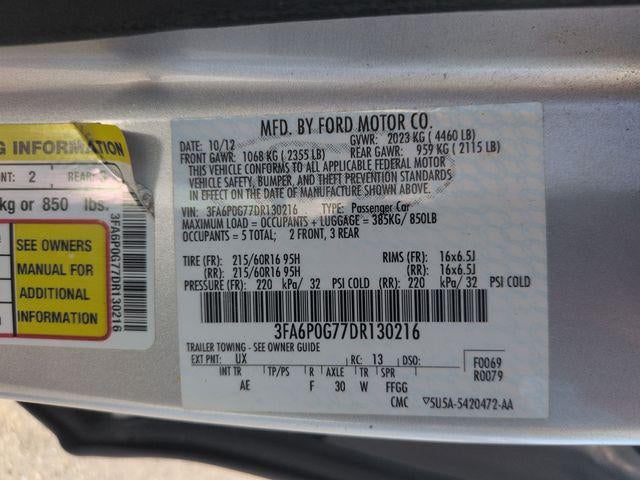 NG INFORMATION
NT: 2 REAR: 3
kg or 850 lbs.
SEE OWNERS
MANUAL FOR
ADDITIONAL
INFORMATION
3FA6P0G77DR130216
MFD. BY FORD MOTOR CO.
DATE: 10/12 GVWR: 2023 KG ( 4460 LB)
FRONT GAWR: 1068 KG ( 2355 LB) REAR GAWR: 959 KG ( 2115 LB)
THIS VEHICLE CONFORMS TO ALL APPLICABLE FEDERAL MOTOR
VEHICLE SAFETY, BUMPER, AND THEFT PREVENTION STANDARDS
IN EFFECT ON THE DATE OF MANUFACTURE SHOWN ABOVE.
VIN: 3FA6P0G77DR130216 TYPE: Passenger Car
MAXIMUM LOAD = OCCUPANTS + LUGGAGE = 385KG/ 850LB
OCCUPANTS = 5 TOTAL; 2 FRONT, 3 REAR
TIRE (FR): 215/60R16 95H RIMS (FR): 16x6.5J
(RR): 215/60R16 95H (RR): 16x6.5J
PRESSURE (FR): 220 kPa/ 32 PSI COLD (RR): 220 kPa/ 32 PSI COLD
3FA6P0G77DR130216
TRAILER TOWING - SEE OWNER GUIDE
EXT PNT: UX RC: 13 DSO: F0069
INT TR TP/PS R AXLE TR SPR R0079
AE F 30 W FFGG
CMC ▽5U5A-5420472-AA